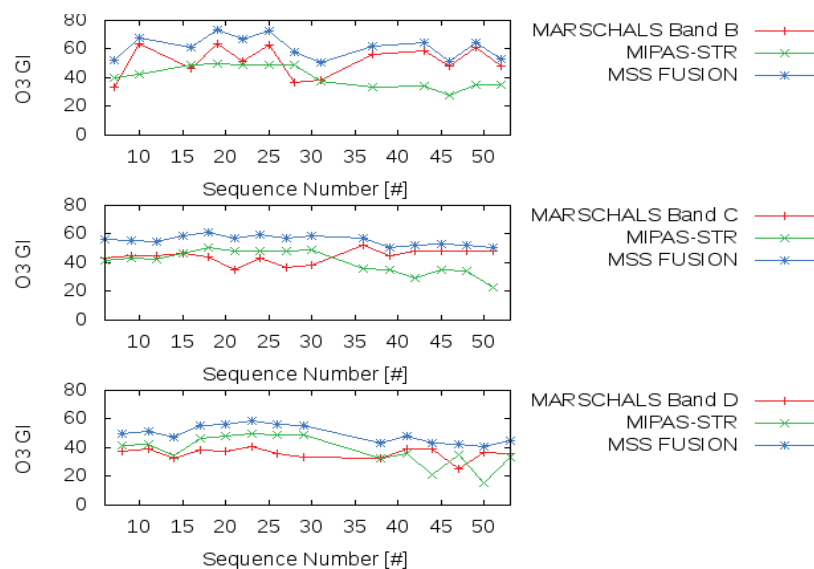 80
60
40
20
0
O3 GI
10 15 20 25 30 35 40 45 50
Sequence Number [#]
MARSCHALS Band B
MIPAS-STR
MSS FUSION
80
60
40
20
0
O3 GI
10 15 20 25 30 35 40 45 50
Sequence Number [#]
MARSCHALS Band C
MIPAS-STR
MSS FUSION
80
60
40
20
0
O3 GI
10 15 20 25 30 35 40 45 50
Sequence Number [#]
MARSCHALS Band D
MIPAS-STR
MSS FUSION